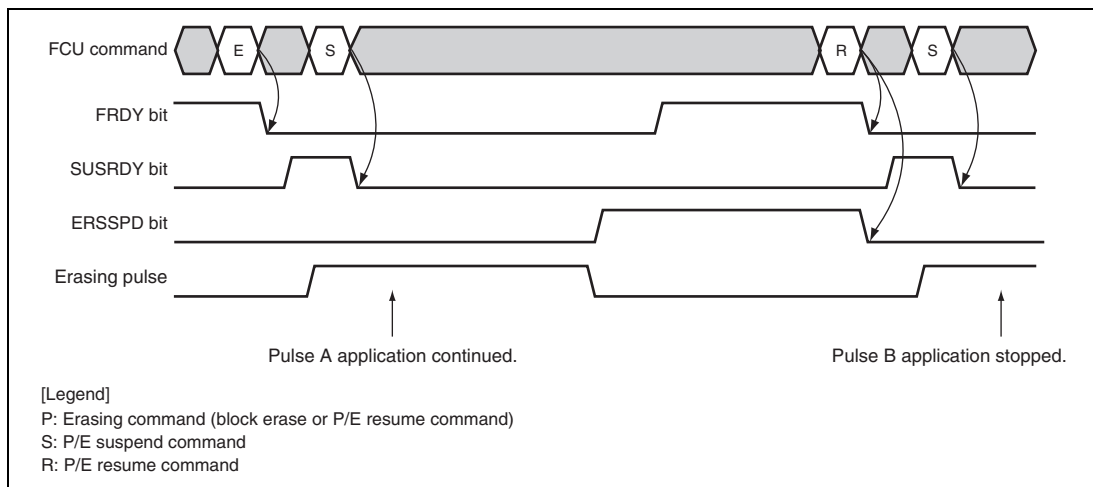 FCU command
E
S
R
S
FRDY bit
SUSRDY bit
ERSSPD bit
Erasing pulse
Pulse A application continued.
Pulse B application stopped.
[Legend]
P: Erasing command (block erase or P/E resume command)
S: P/E suspend command
R: P/E resume command